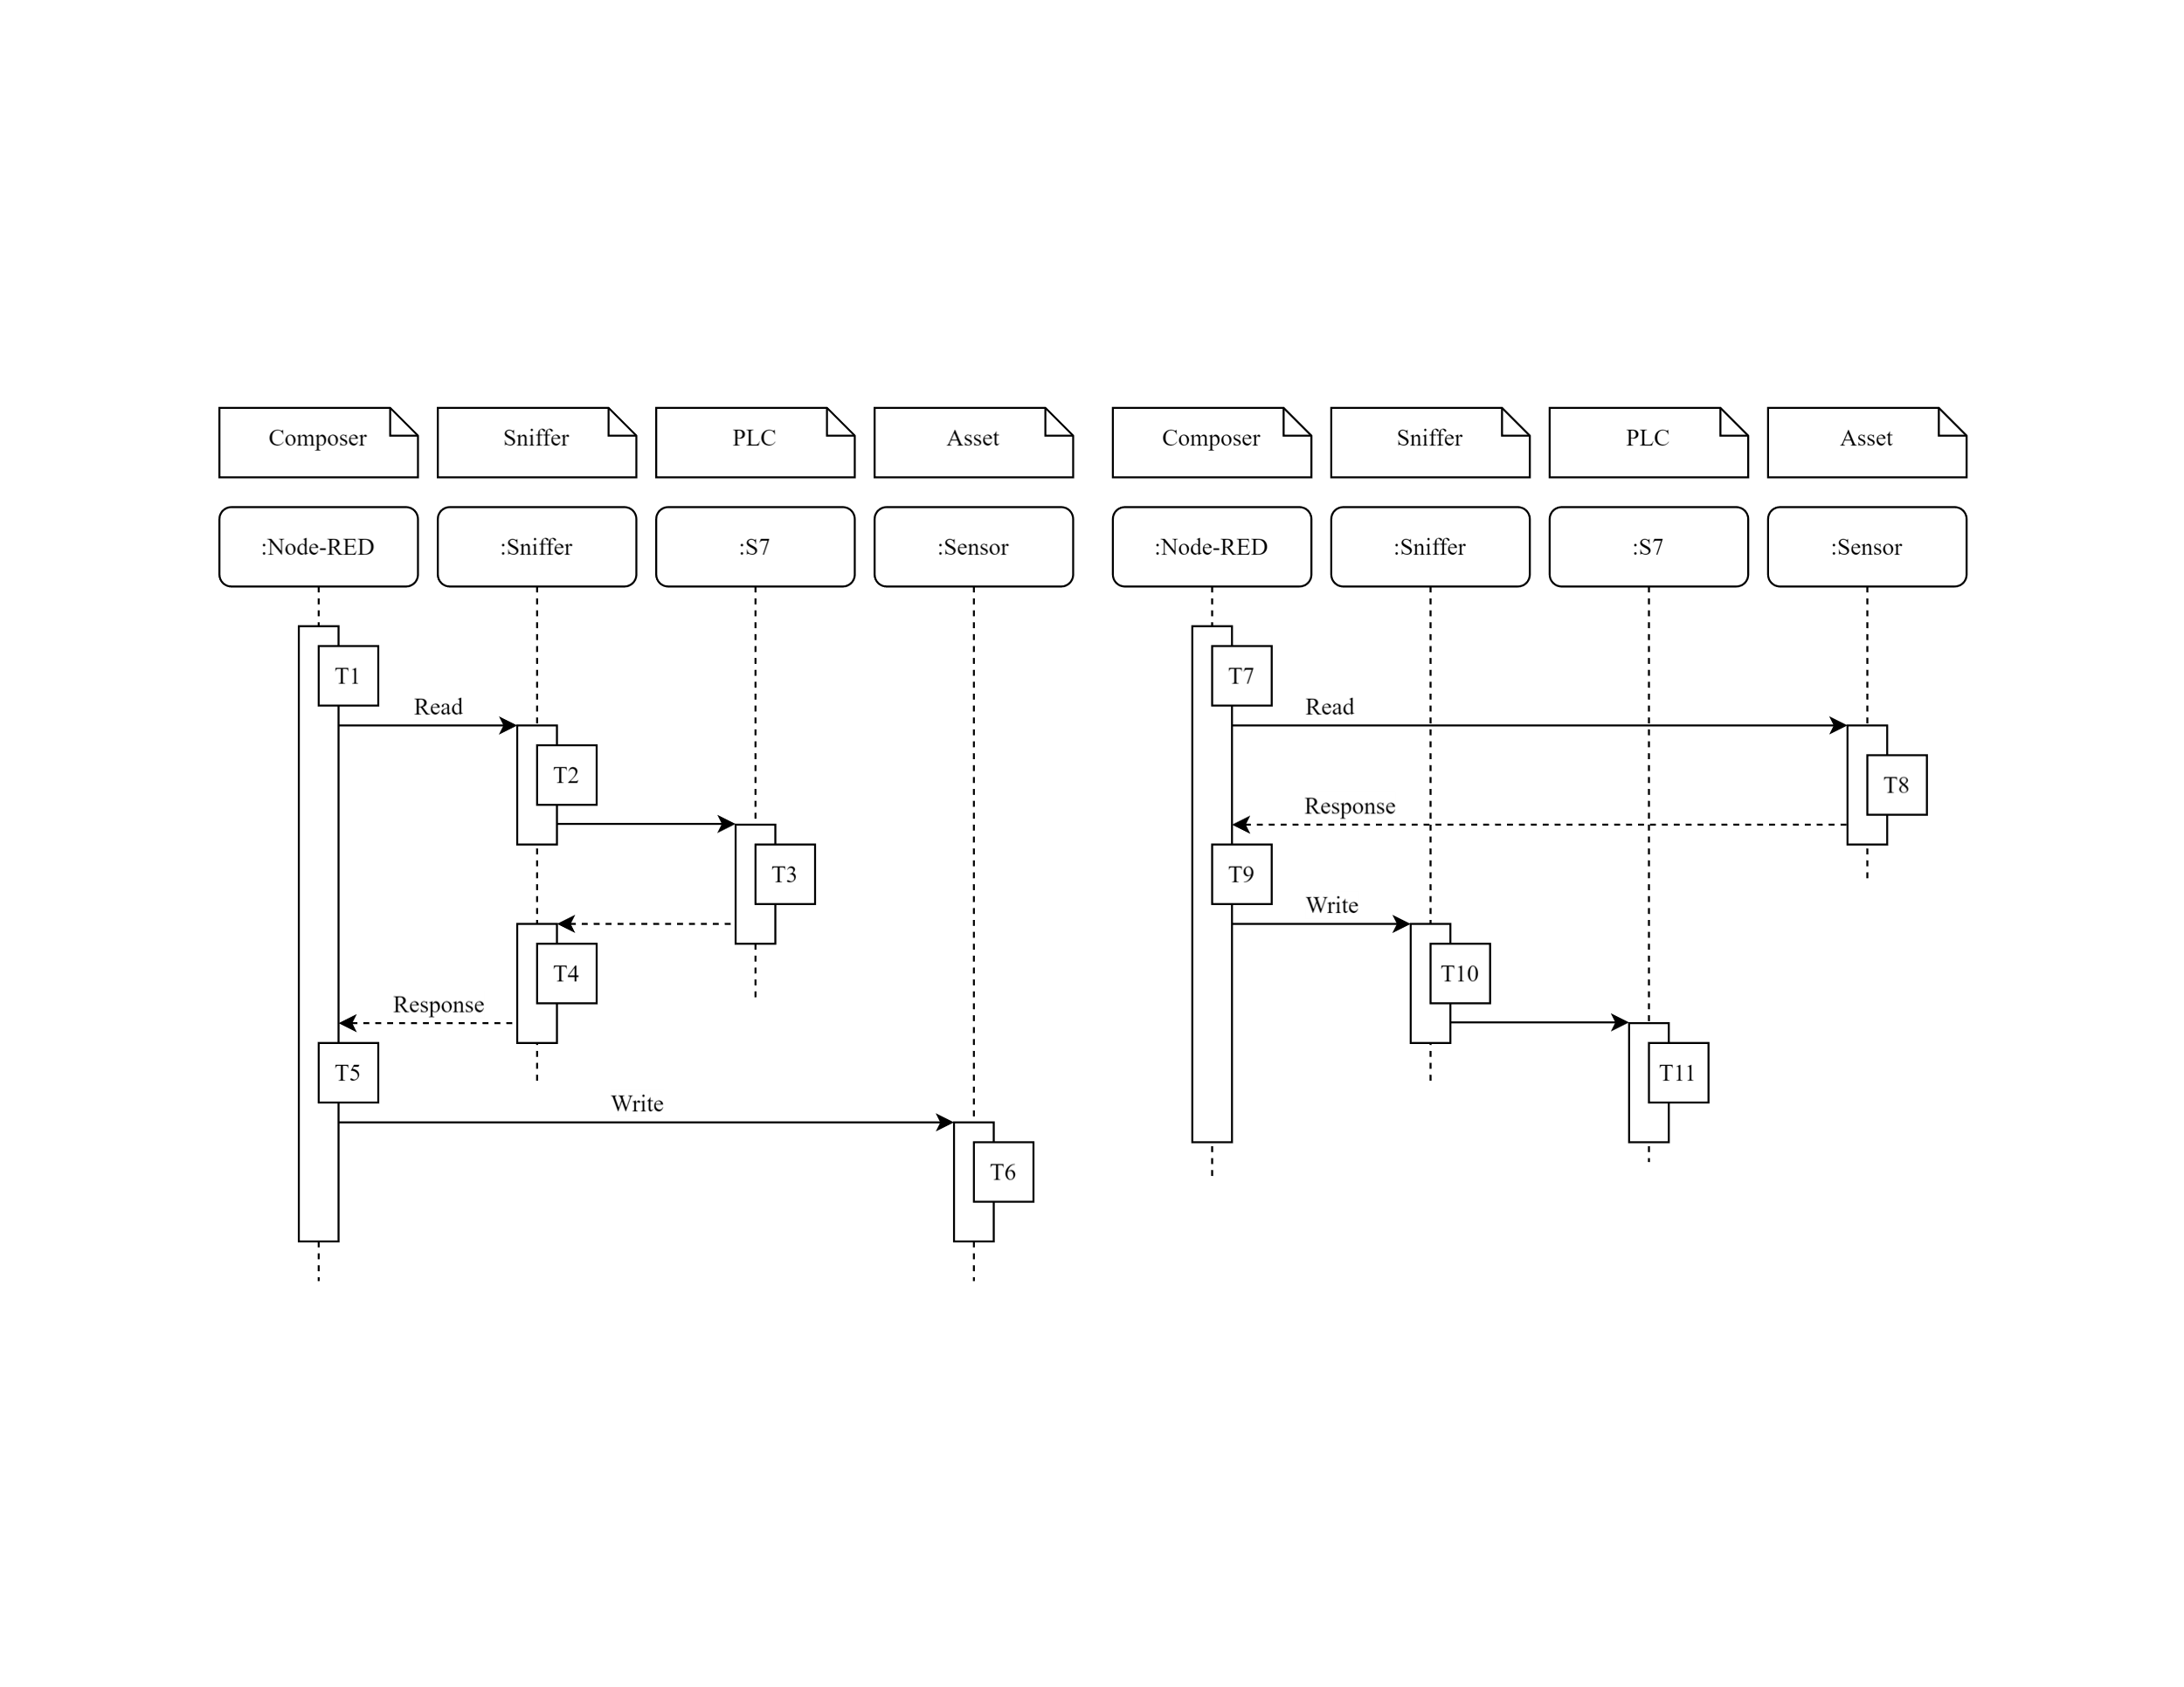 Composer Sniffer PLC Asset Composer Sniffer PLC Asset
:Node-RED :Sniffer :S7 :Sensor :Node-RED :Sniffer :S7 :Sensor
T1 T7
Read Read
T2 T8
Response
T3 T9
Write
T4 T10
Response
T5 T11
Write
T6